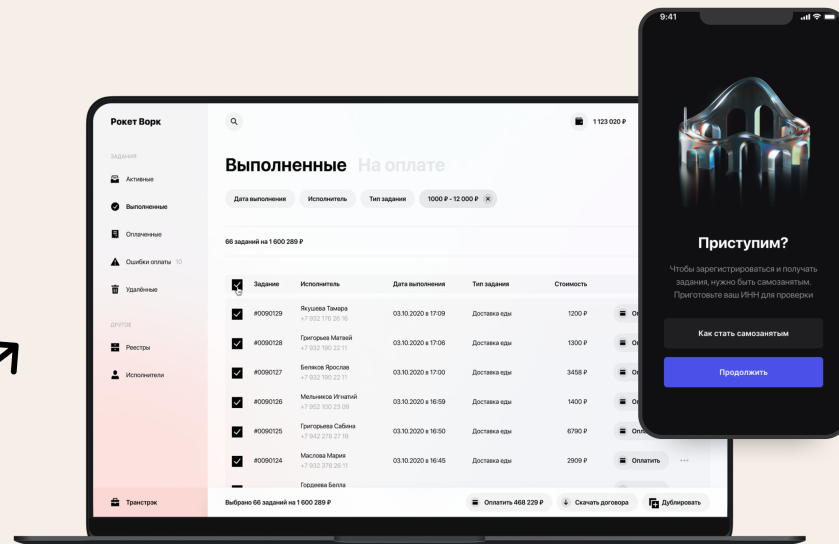 Рокет Ворк
1 123 020 ₽
ЗАДАНИЯ
Активные
Выполненные
Оплаченные
Ошибки оплаты 10
Удалённые
ДРУГОЕ
Реестры
Исполнители
Транстрэк
Выполненные На оплате
Дата выполнения Исполнитель Тип задания 1000 ₽ - 12 000 ₽
66 заданий на 1 600 289 ₽
Задание Исполнитель Дата выполнения Тип задания Стоимость
#0090129 Якушева Тамара 03.10.2020 в 17:09 Доставка еды 1200 ₽
+7 932 176 26 16
#0090128 Григорьев Матвей 03.10.2020 в 17:06 Доставка еды 1300 ₽
+7 932 190 22 11
#0090127 Беляков Ярослав 03.10.2020 в 17:00 Доставка еды 3458 ₽
+7 932 190 22 11
#0090126 Мельников Игнатий 03.10.2020 в 16:59 Доставка еды 1400 ₽
+7 952 100 23 09
#0090125 Григорьева Сабина 03.10.2020 в 16:50 Доставка еды 6790 ₽
+7 942 278 27 18
#0090124 Маслова Мария 03.10.2020 в 16:45 Доставка еды 2909 ₽ Оплатить
+7 932 378 26 11
Гордеева Белла
Выбрано 66 заданий на 1 600 289 ₽ Оплатить 468 229 ₽ Скачать договора Дублировать
9:41
Приступим?
Чтобы зарегистрироваться и получать
задания, нужно быть самозанятым.
Приготовьте ваш ИНН для проверки
Как стать самозанятым
Продолжить